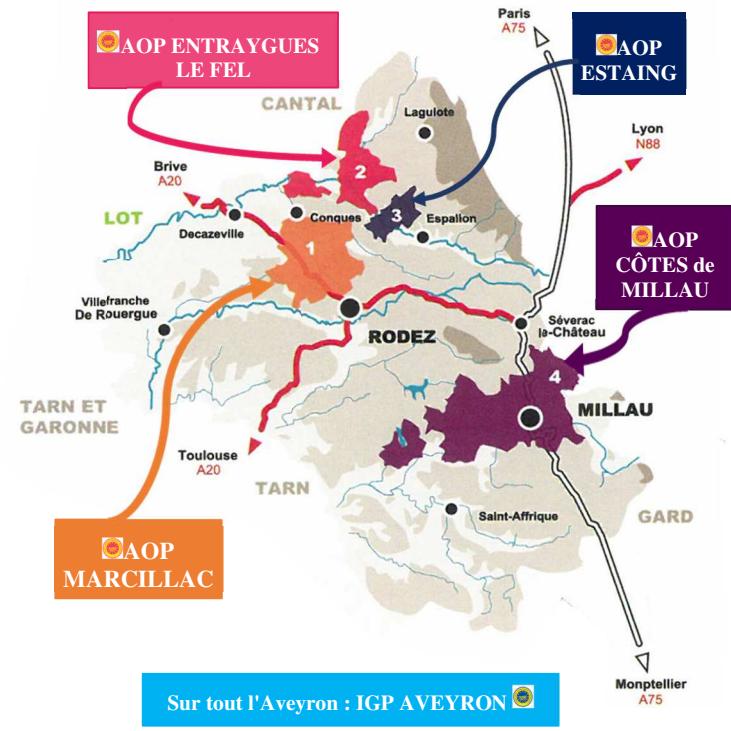 Paris
A75
AOP ENTRAYGUES
LE FEL
AOP
ESTAING
CANTAL
Laguiole
Lyon
N88
Brive
A20
2
LOT
Conques
3
Espalion
Decazeville
1
AOP
CÔTES de
MILLAU
Villefranche
De Rouergue
RODEZ
Séverac
le-Château
4
TARN ET
GARONNE
MILLAU
Toulouse
A20
TARN
Saint-Affrique
GARD
AOP
MARCILLAC
Monptellier
A75
Sur tout l'Aveyron : IGP AVEYRON